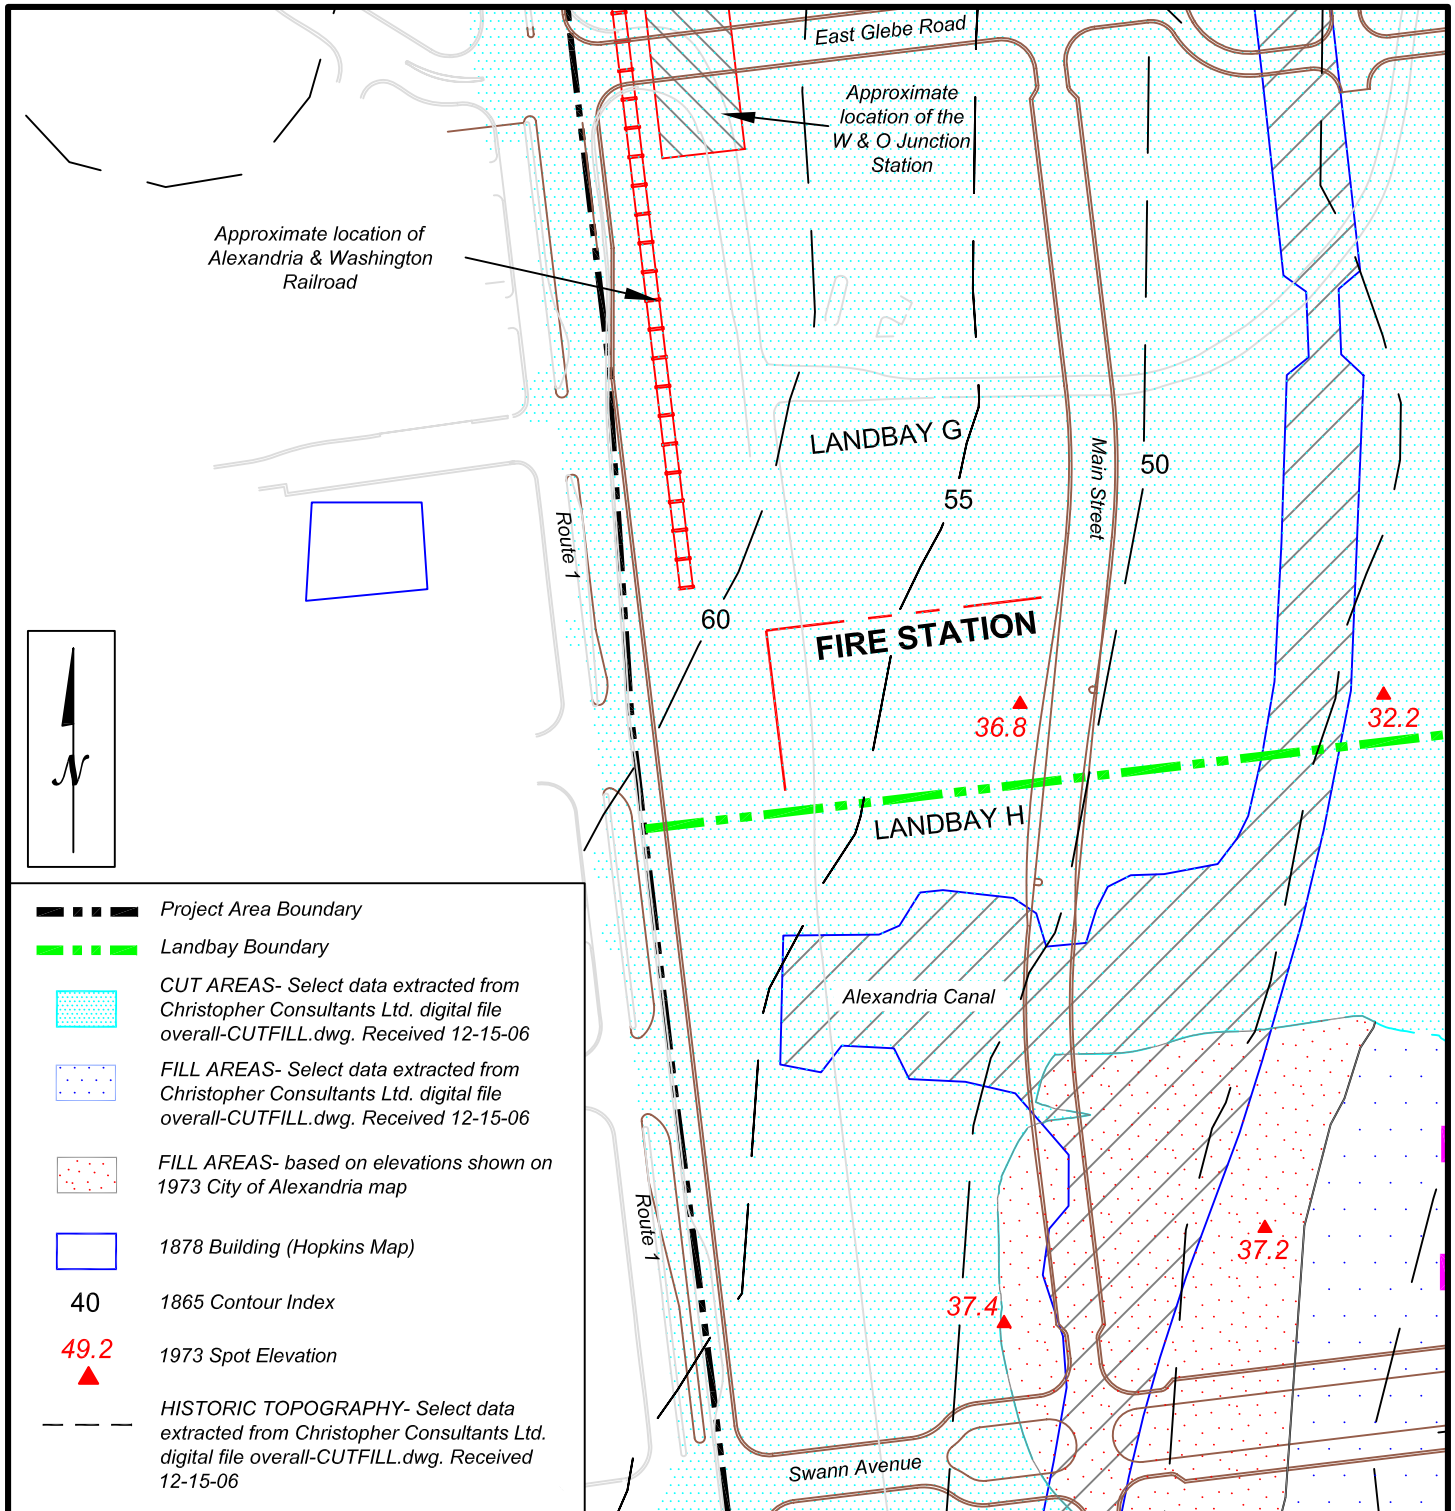 East Glebe Road
Approximate
location of the
W & O Junction
Station
Approximate location of
Alexandria & Washington
Railroad
LANDBAY G
Main Street
50
55
Route 1
60
FIRE STATION
36.8
32.2
N
LANDBAY H
Alexandria Canal
Route 1
37.2
37.4
Swann Avenue
Project Area Boundary
Landbay Boundary
CUT AREAS- Select data extracted from
Christopher Consultants Ltd. digital file
overall-CUTFILL.dwg. Received 12-15-06
FILL AREAS- Select data extracted from
Christopher Consultants Ltd. digital file
overall-CUTFILL.dwg. Received 12-15-06
FILL AREAS- based on elevations shown on
1973 City of Alexandria map
1878 Building (Hopkins Map)
40 1865 Contour Index
49.2
1973 Spot Elevation
HISTORIC TOPOGRAPHY- Select data
extracted from Christopher Consultants Ltd.
digital file overall-CUTFILL.dwg. Received
12-15-06